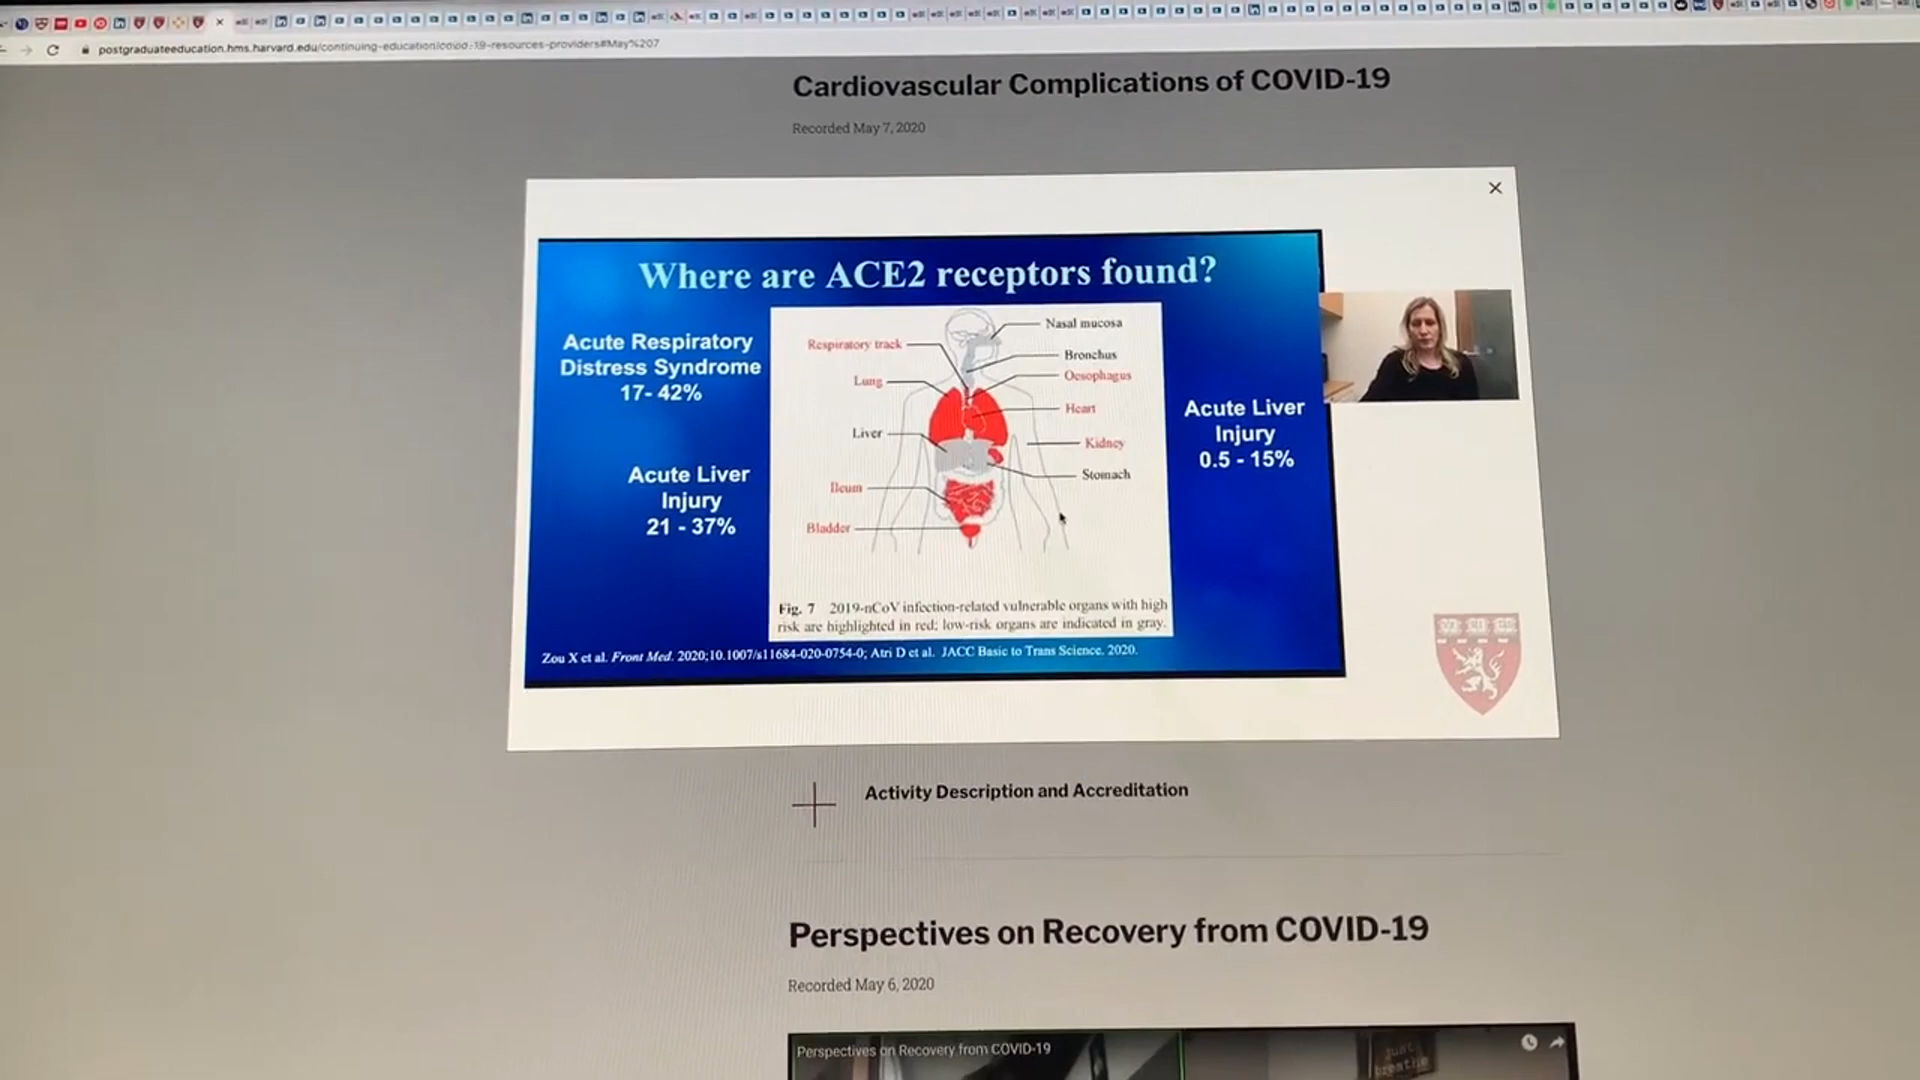 postgraduateeducation.hms.harvard.edu/continuing-education/covid-19-resources-providers#May%207
Cardiovascular Complications of COVID-19
Recorded May 7, 2020
Where are ACE2 receptors found?
Acute Respiratory
Distress Syndrome
17- 42%
Acute Liver
Injury
21 - 37%
Respiratory track
Lung
Liver
Ileum
Bladder
Nasal mucosa
Bronchus
Oesophagus
Heart
Kidney
Stomach
Acute Liver
Injury
0.5 - 15%
Fig. 7 2019-nCoV infection-related vulnerable organs with high
risk are highlighted in red; low-risk organs are indicated in gray.
Zou X et al. Front Med. 2020;10.1007/s11684-020-0754-0; Atri D et al. JACC Basic to Trans Science. 2020.
Activity Description and Accreditation
Perspectives on Recovery from COVID-19
Recorded May 6, 2020
Perspectives on Recovery from COVID-19
just
breathe